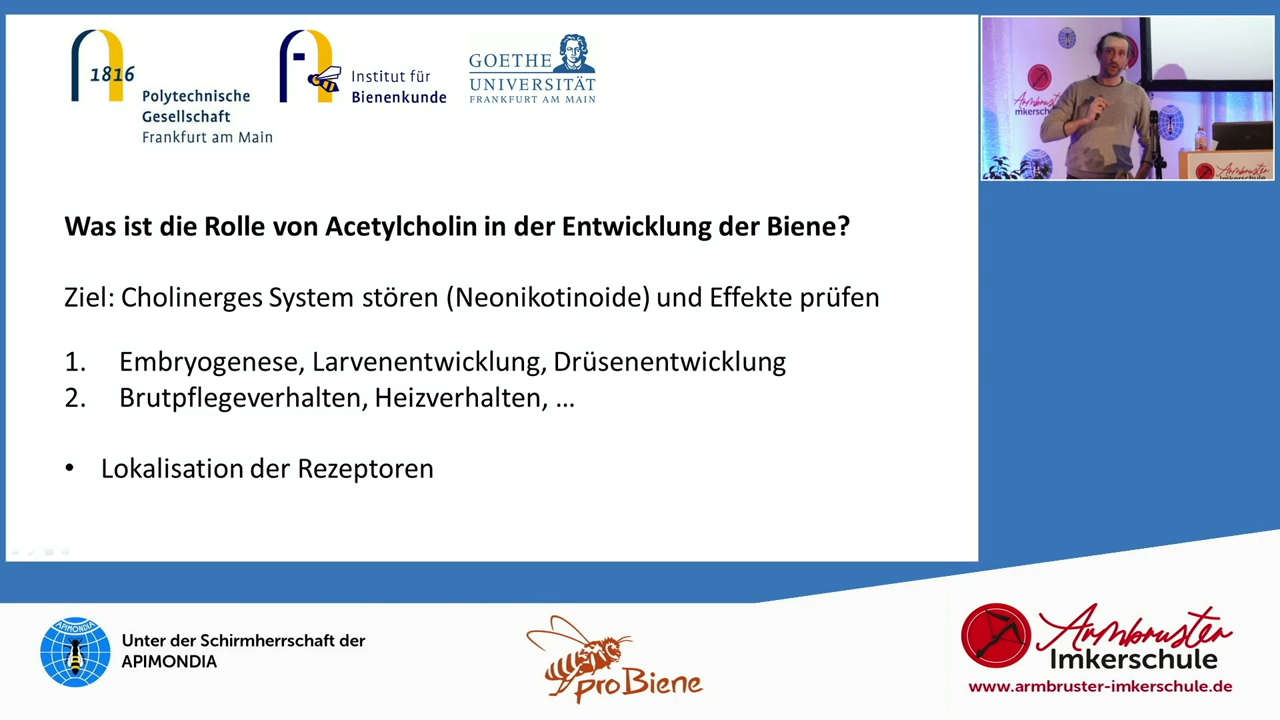 1816
Polytechnische
Gesellschaft
Frankfurt am Main
Institut für
Bienenkunde
GOETHE
UNIVERSITÄT
FRANKFURT AM MAIN
Armbruster
Was ist die Rolle von Acetylcholin in der Entwicklung der Biene?
Ziel: Cholinerges System stören (Neonikotinoide) und Effekte prüfen
1. Embryogenese, Larvenentwicklung, Drüsenentwicklung
2. Brutpflegeverhalten, Heizverhalten, …
• Lokalisation der Rezeptoren
APIMONDIA
Unter der Schirmherrschaft der
APIMONDIA
proBiene
Armbruster
Imkerschule
www.armbruster-imkerschule.de